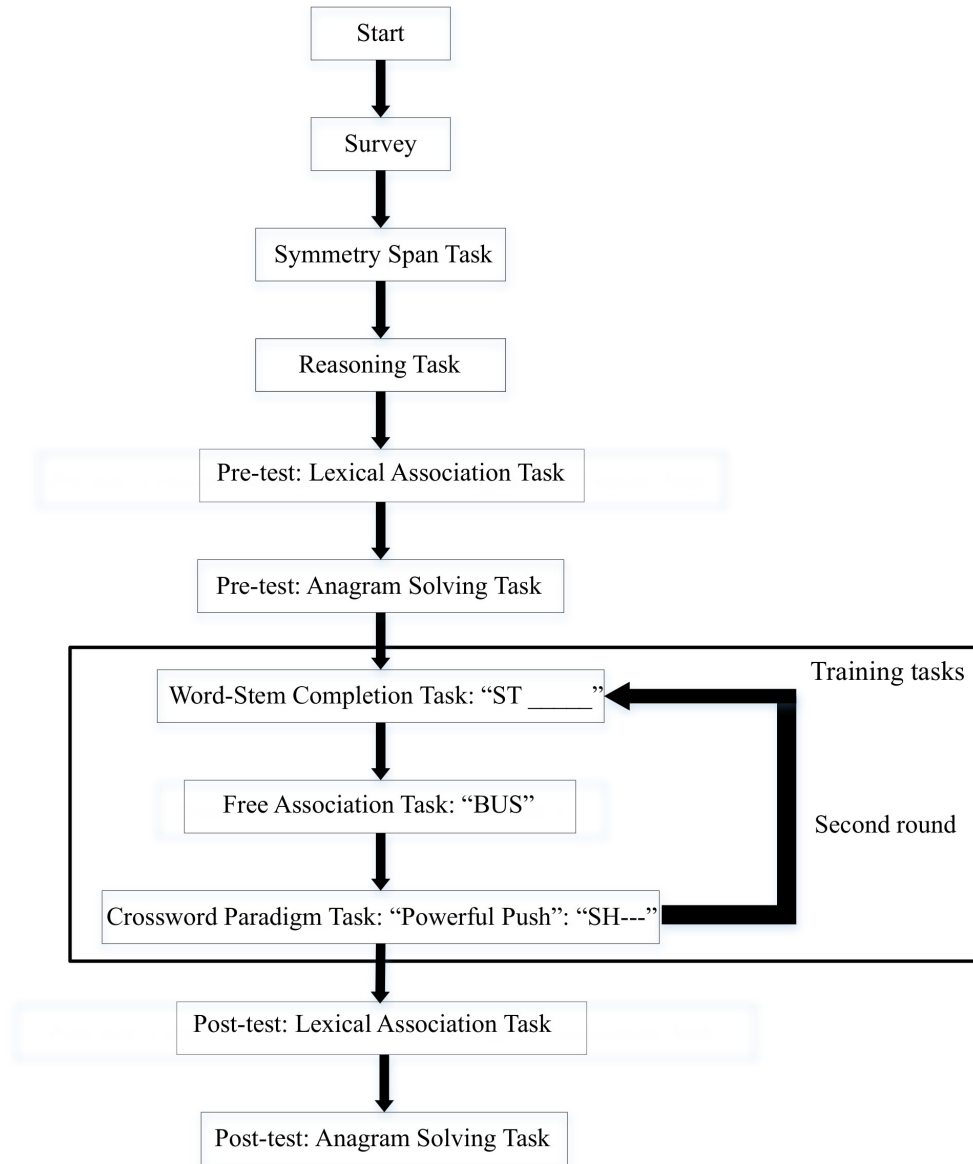 Start
Survey
Symmetry Span Task
Reasoning Task
Pre-test: Lexical Association Task
Pre-test: Anagram Solving Task
Training tasks
Word-Stem Completion Task: “ST _____”
Free Association Task: “BUS”
Second round
Crossword Paradigm Task: “Powerful Push”: “SH---”
Post-test: Lexical Association Task
Post-test: Anagram Solving Task